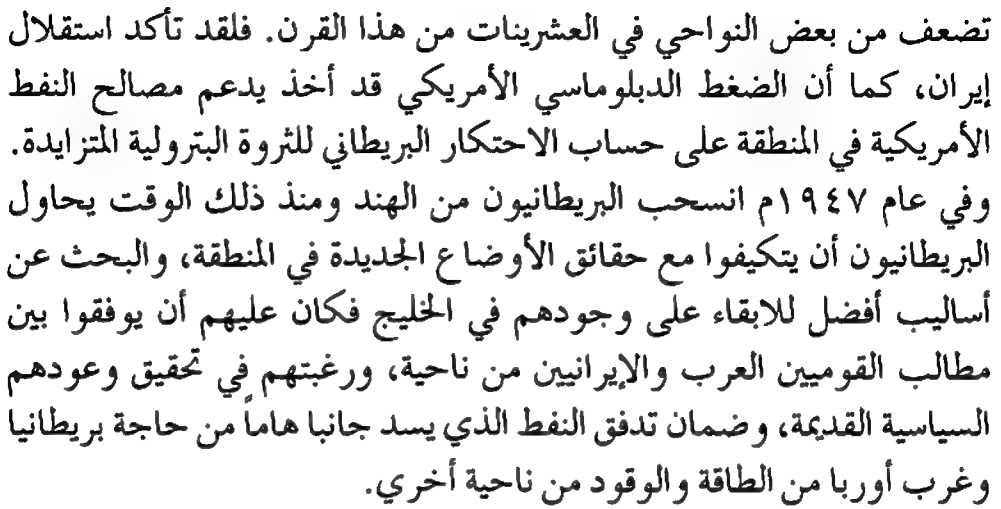 تضعف من بعض النواحي في العشرينات من هذا القرن. فلقد تأكد استقلال
إيران، كما أن الضغط الدبلوماسي الأمريكي قد أخذ يدعم مصالح النفط
الأمريكية في المنطقة على حساب الاحتكار البريطاني للثروة البترولية المتزايدة.
وفي عام ١٩٤٧م انسحب البريطانيون من الهند ومنذ ذلك الوقت يحاول
البريطانيون أن يتكيفوا مع حقائق الأوضاع الجديدة في المنطقة، والبحث عن
أساليب أفضل للابقاء على وجودهم في الخليج فكان عليهم أن يوفقوا بين
مطالب القوميين العرب والإيرانيين من ناحية، ورغبتهم في تحقيق وعودهم
السياسية القديمة، وضمان تدفق النفط الذي يسد جانبا هاماً من حاجة بريطانيا
وغرب أوربا من الطاقة والوقود من ناحية أخري.